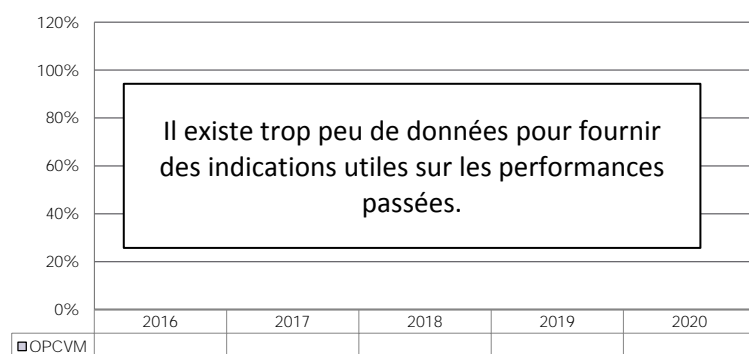 120%
100%
80%
60%
40%
20%
0%
Il existe trop peu de données pour fournir
des indications utiles sur les performances
passées.
2016 2017 2018 2019 2020
OPCVM